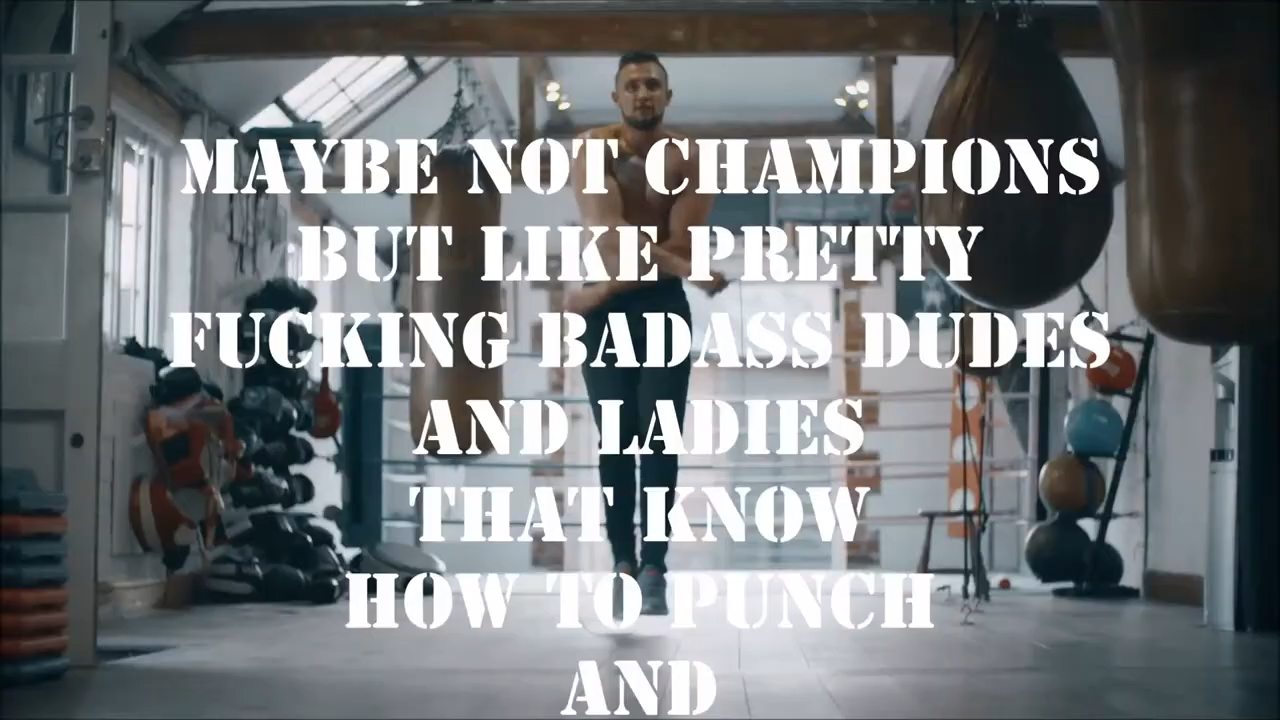 MAYBE NOT CHAMPIONS
BUT LIKE PRETTY
FUCKING BADASS DUDES
AND LADIES
THAT KNOW
HOW TO PUNCH
AND